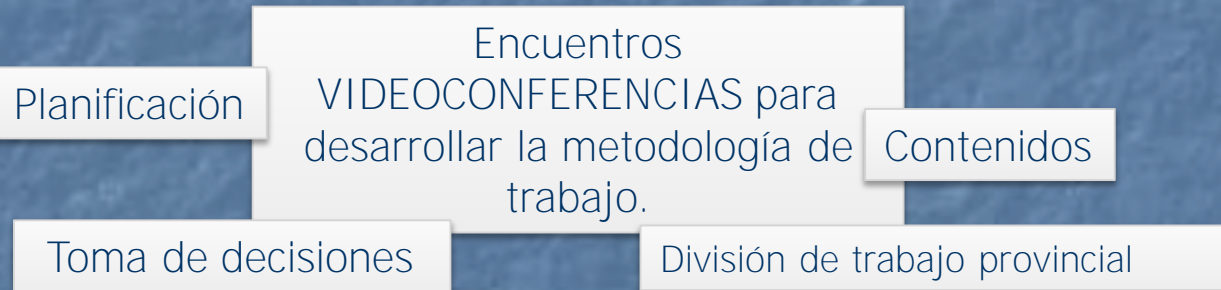 Encuentros
VIDEOCONFERENCIAS para
desarrollar la metodología de
trabajo.
Planificación
Contenidos
Toma de decisiones
División de trabajo provincial